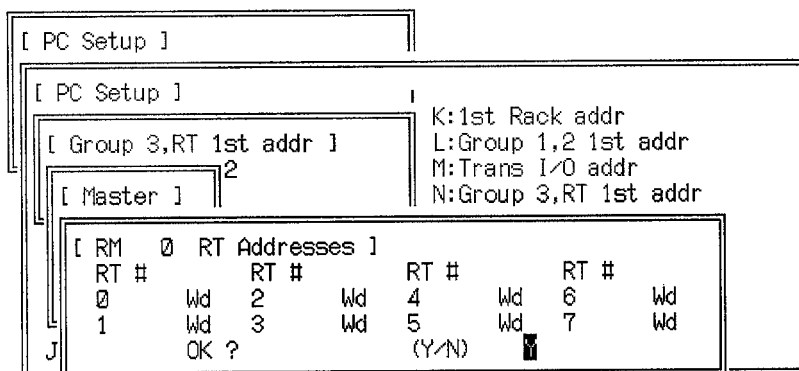 [ PC Setup ]
[ PC Setup ]
K:1st Rack addr
[ Group 3,RT 1st addr ]
L:Group 1,2 1st addr
2
M:Trans I/O addr
[ Master ]
N:Group 3,RT 1st addr
[ RM 0 RT Addresses ]
RT # RT # RT # RT #
0 Wd 2 Wd 4 Wd 6 Wd
1 Wd 3 Wd 5 Wd 7 Wd
J OK ? (Y/N) Y